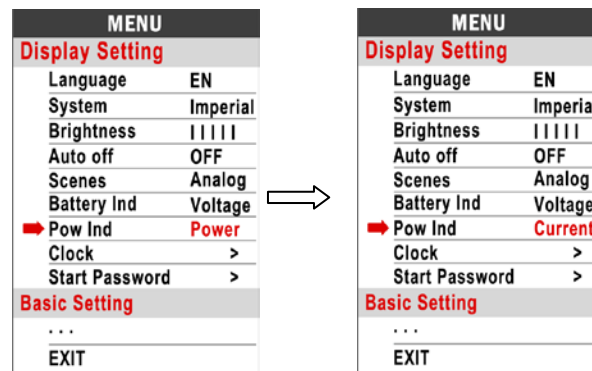 MENU
Display Setting
Language EN
System Imperial
Brightness I I I I I
Auto off OFF
Scenes Analog
Battery Ind Voltage
Pow Ind Power
Clock >
Start Password >
Basic Setting
. . .
EXIT
MENU
Display Setting
Language EN
System Imperia
Brightness I I I I I
Auto off OFF
Scenes Analog
Battery Ind Voltage
Pow Ind Current
Clock >
Start Password >
Basic Setting
. . .
EXIT